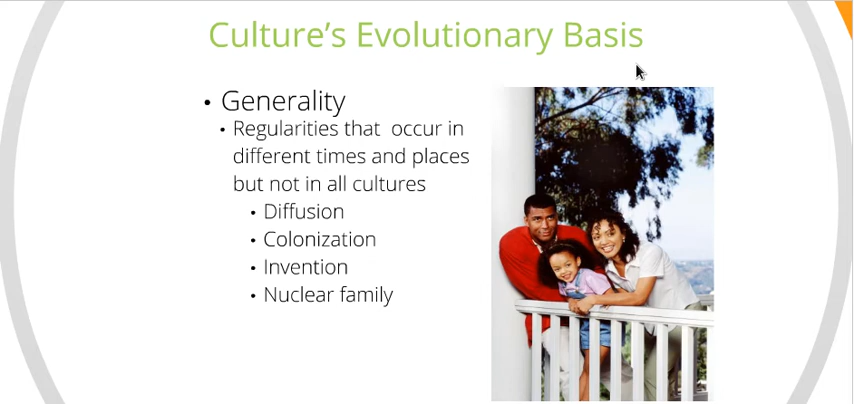 Culture’s Evolutionary Basis
• Generality
• Regularities that  occur in
different times and places
but not in all cultures
• Diffusion
• Colonization
• Invention
• Nuclear family